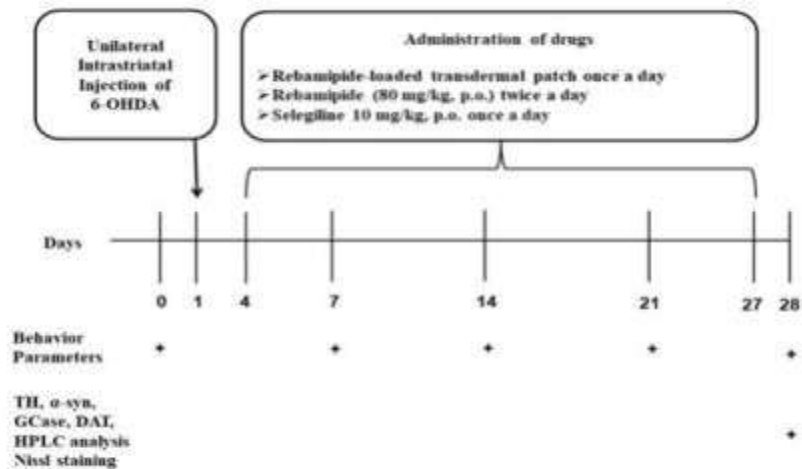 Unilateral
Intrastriatal
Injection of
6-OHDA
Administration of drugs
➢Rebamipide-loaded transdermal patch once a day
➢Rebamipide (80 mg/kg, p.o.) twice a day
➢Selegiline 10 mg/kg, p.o. once a day
Days
0 1 4 7 14 21 27 28
Behavior
Parameters
+ + + + +
TH, α-syn,
GCase, DAT,
HPLC analysis
Nissl staining
+